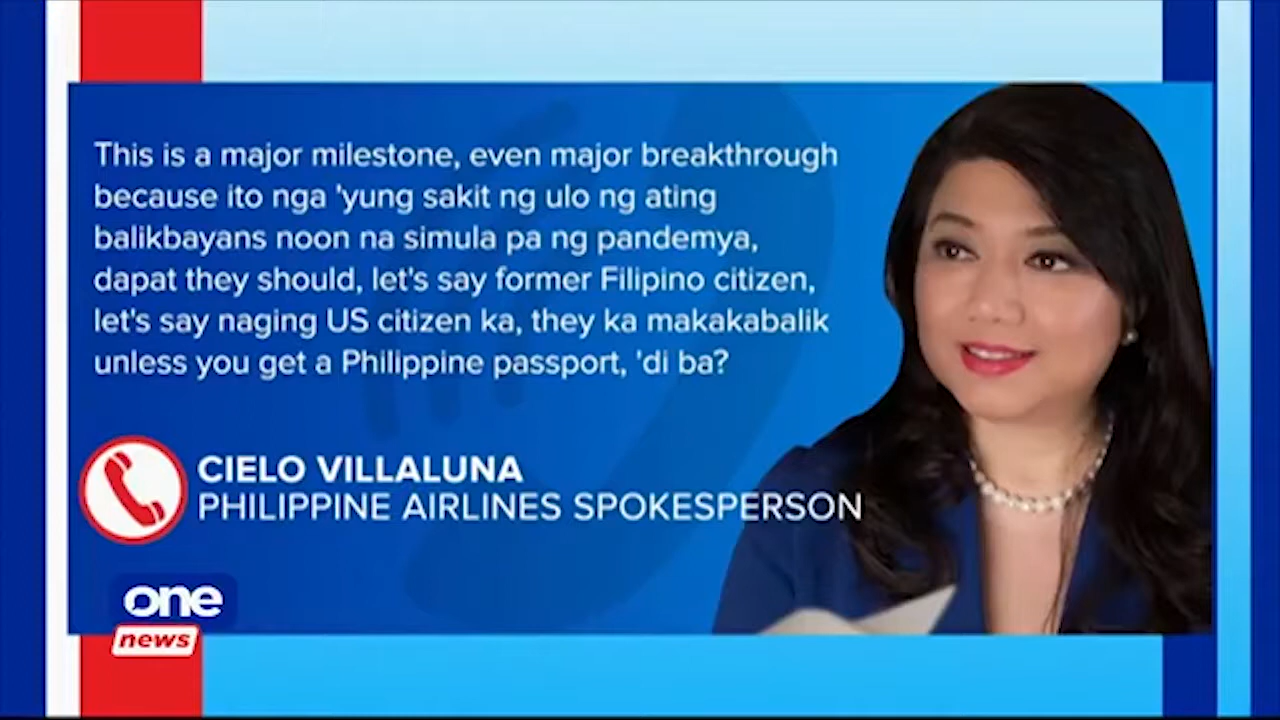 This is a major milestone, even major breakthrough
because ito nga 'yung sakit ng ulo ng ating
balikbayans noon na simula pa ng pandemya,
dapat they should, let's say former Filipino citizen,
let's say naging US citizen ka, they ka makakabalik
unless you get a Philippine passport, 'di ba?
CIELO VILLALUNA
PHILIPPINE AIRLINES SPOKESPERSON
one
news